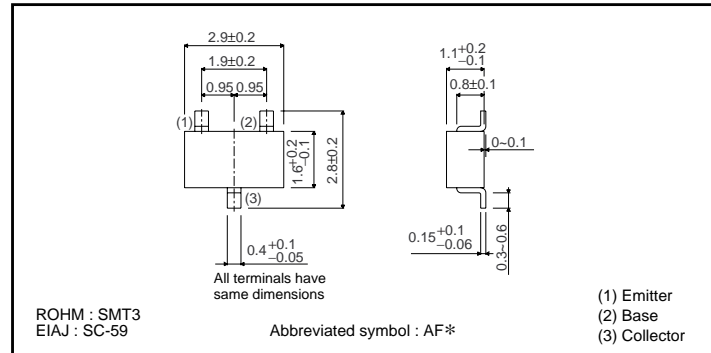 2.9±0.2
1.9±0.2
0.95 0.95
(1)
(2)
(3)
1.6+0.2
−0.1
2.8±0.2
0.4+0.1
−0.05
All terminals have
same dimensions
1.1+0.2
−0.1
0.8±0.1
0~0.1
0.15+0.1
−0.06
0.3~0.6
ROHM : SMT3
EIAJ : SC-59
Abbreviated symbol : AF*
(1) Emitter
(2) Base
(3) Collector